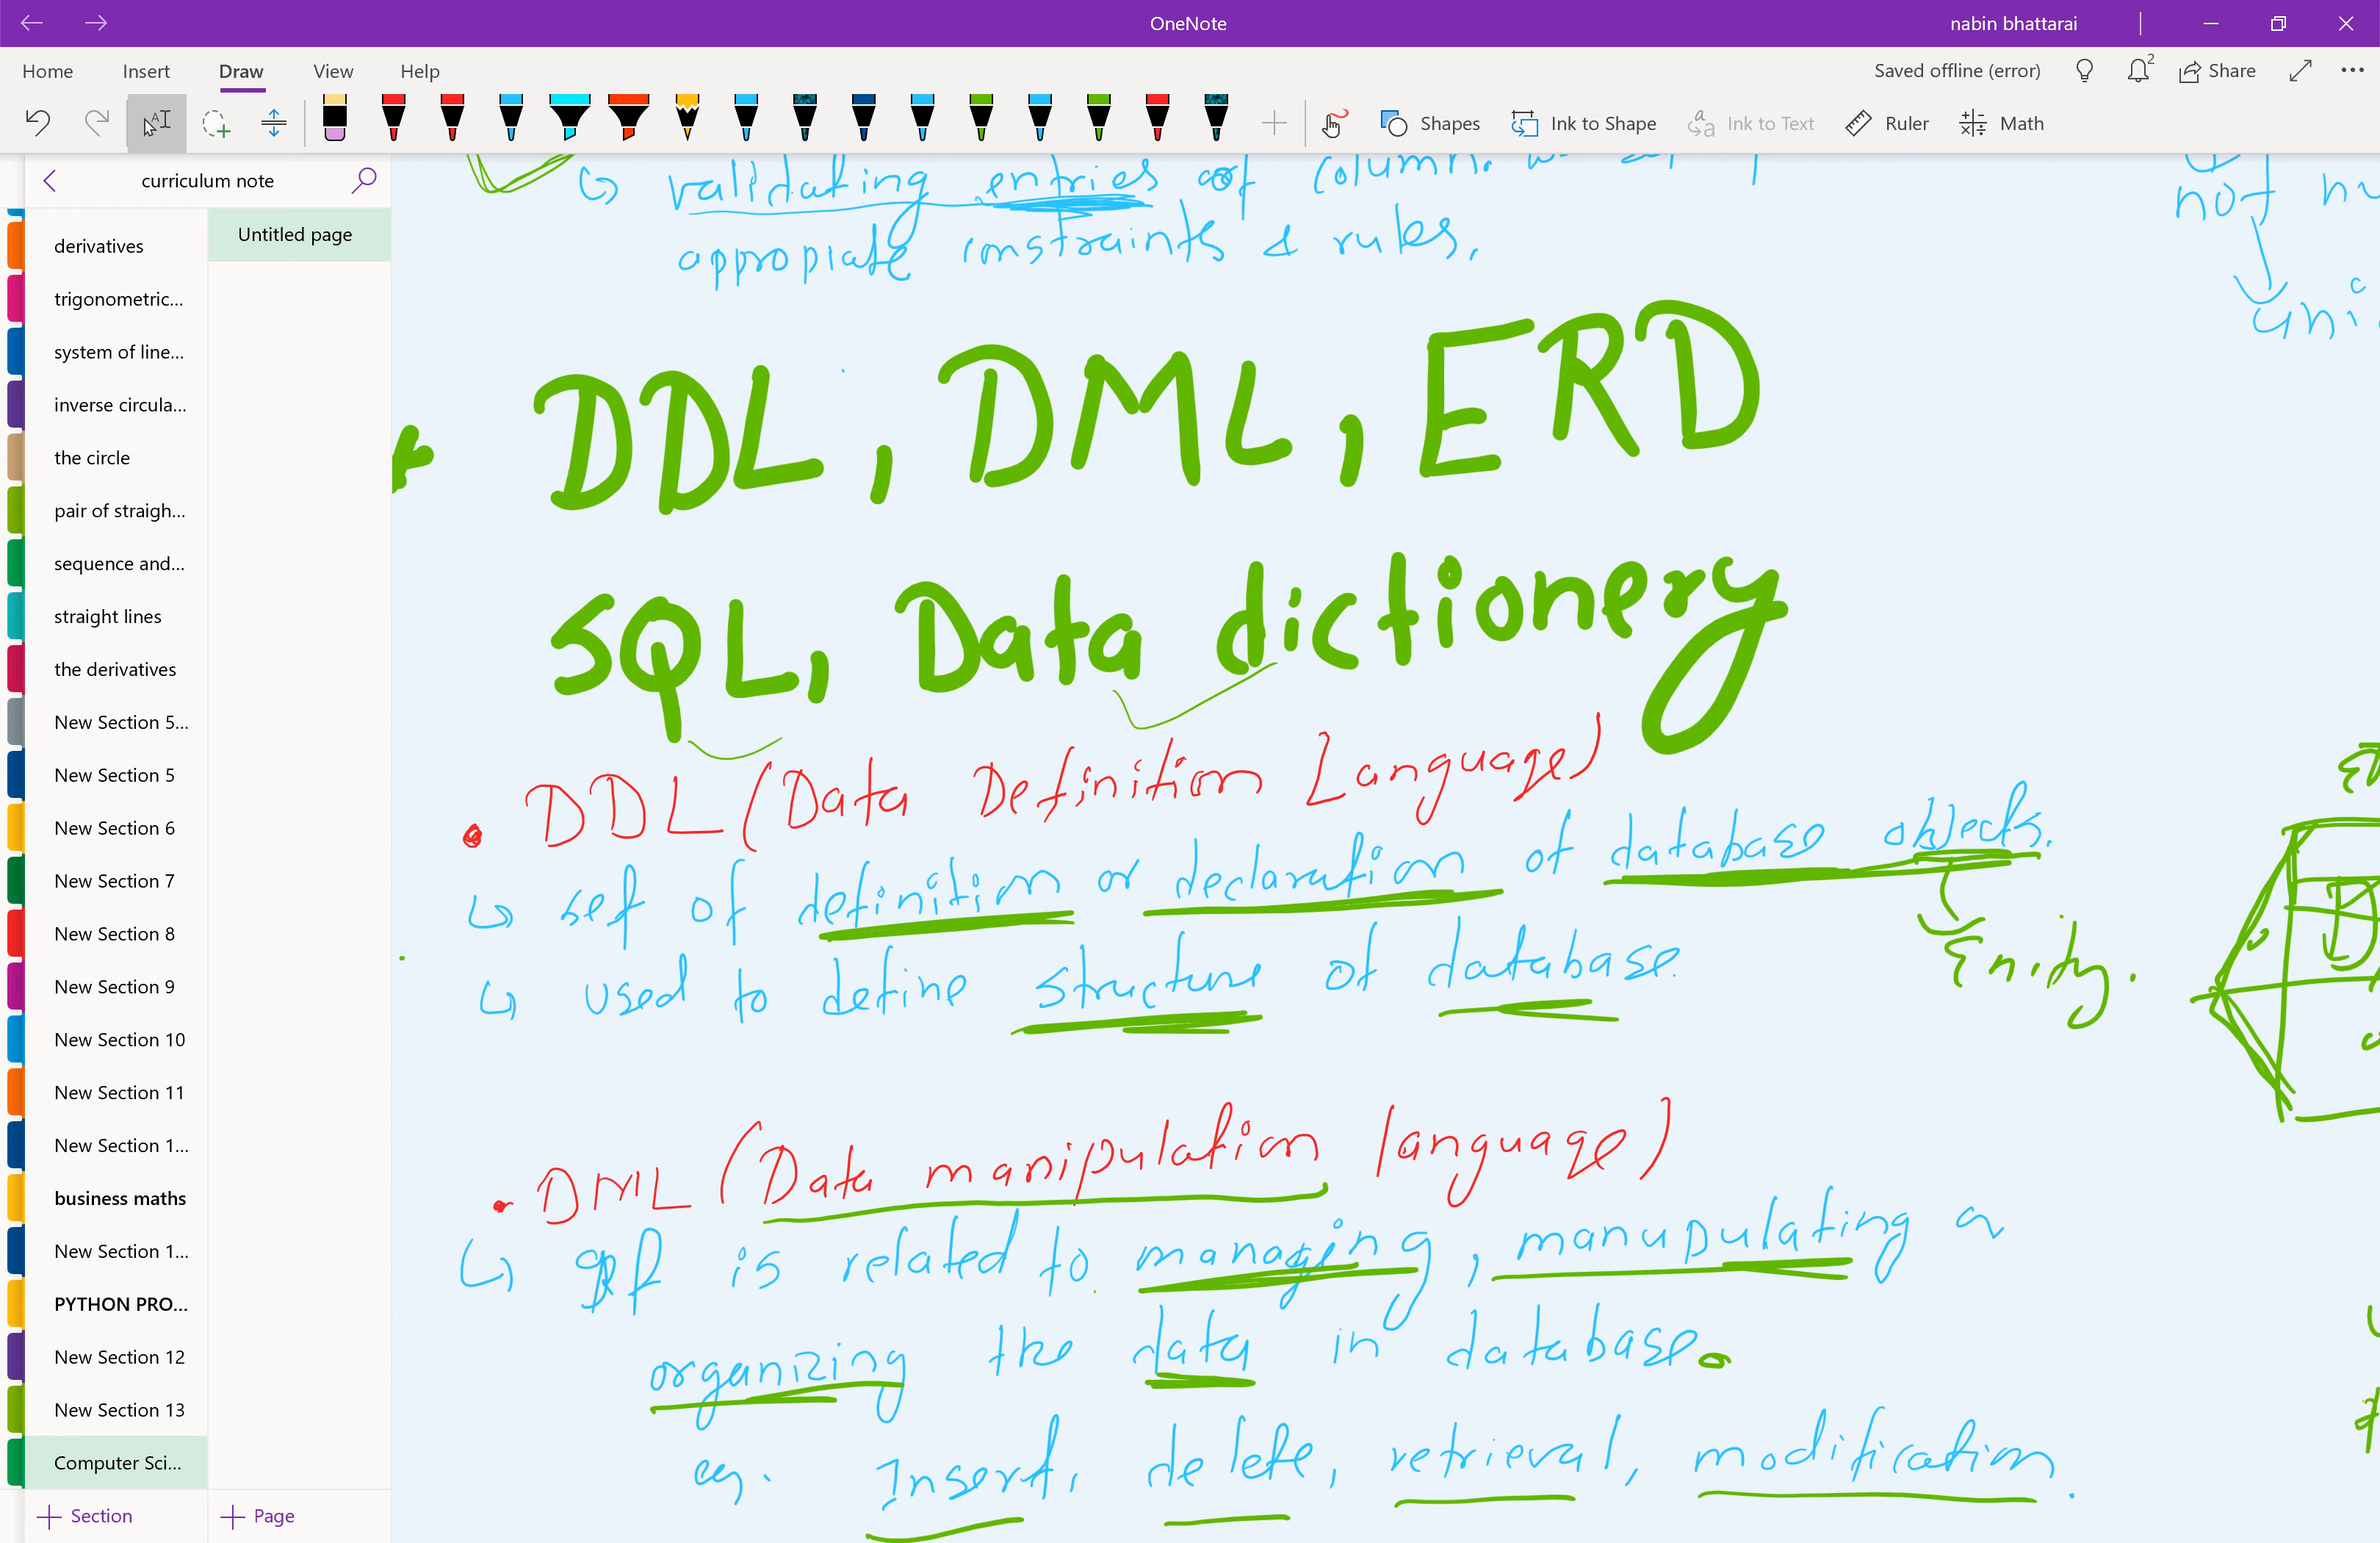 OneNote
nabin bhattarai
Home Insert Draw View Help
Saved offline (error) 2 Share
Shapes Ink to Shape Ink to Text Ruler Math
curriculum note
Untitled page
derivatives
trigonometric...
system of line...
inverse circula...
the circle
pair of straigh...
sequence and...
straight lines
the derivatives
New Section 5...
New Section 5
New Section 6
New Section 7
New Section 8
New Section 9
New Section 10
New Section 11
New Section 1...
business maths
New Section 1...
PYTHON PRO...
New Section 12
New Section 13
Computer Sci...
Section
Page
validating entries of column
appropiate constraints & rules.
not
DDL, DML, ERD
SQL, Data dictionery
DDL (Data Definition Language)
set of definition or declaration of database objects.
Enity.
used to define structure of database.
DML (Data manipulation language)
is related to managing, manupulating
organizing the data in database.
eg. Insert, delete, retrieval, modification.